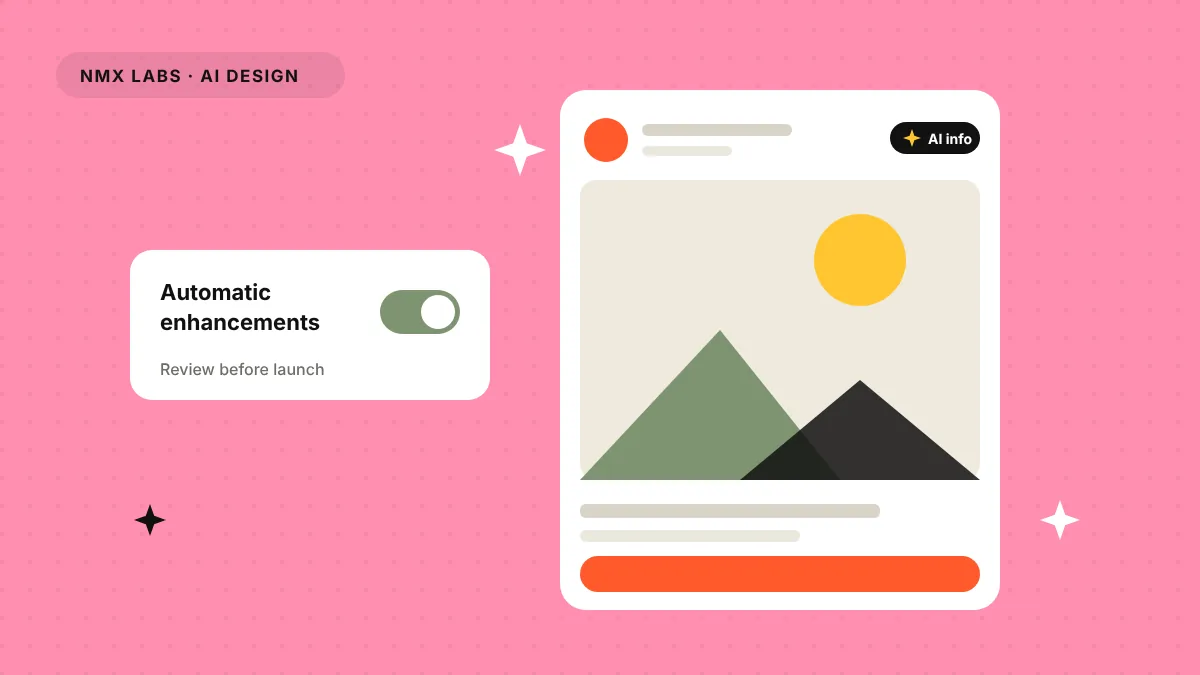 NMX LABS · AI DESIGN
AI info
Automatic
enhancements
Review before launch